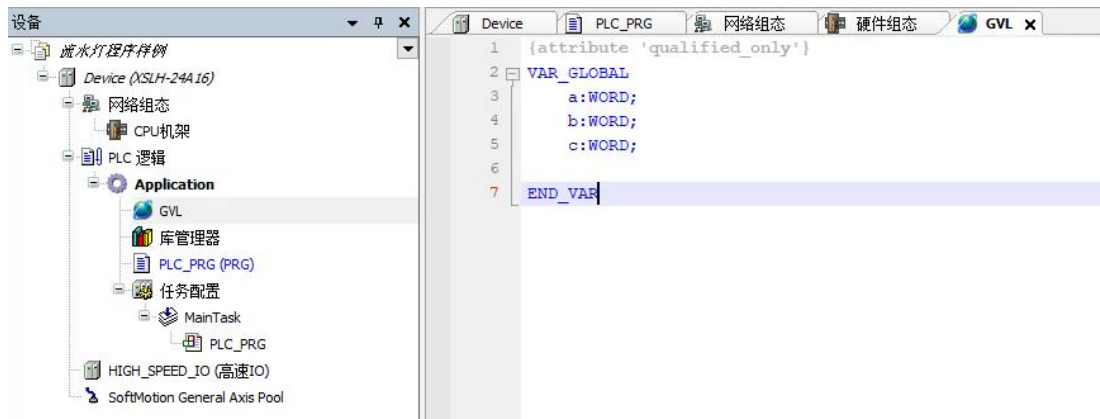 设备
流水灯程序样例
Device (XSLH-24A16)
网络组态
CPU机架
PLC 逻辑
Application
GVL
库管理器
PLC_PRG (PRG)
任务配置
MainTask
PLC_PRG
HIGH_SPEED_IO (高速IO)
SoftMotion General Axis Pool
Device PLC_PRG 网络组态 硬件组态 GVL
1 {attribute 'qualified_only'}
2 VAR_GLOBAL
3 a:WORD;
4 b:WORD;
5 c:WORD;
6
7 END_VAR